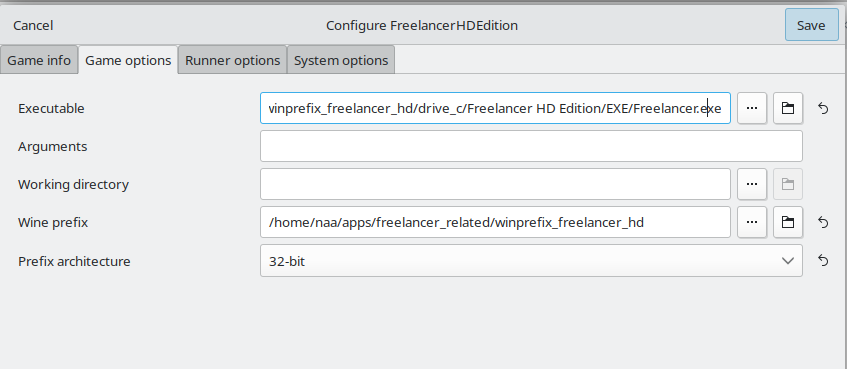 Cancel Configure FreelancerHDEdition Save
Game info Game options Runner options System options
Executable vinprefix_freelancer_hd/drive_c/Freelancer HD Edition/EXE/Freelancer.exe ...
Arguments
Working directory ...
Wine prefix /home/naa/apps/freelancer_related/winprefix_freelancer_hd ...
Prefix architecture 32-bit